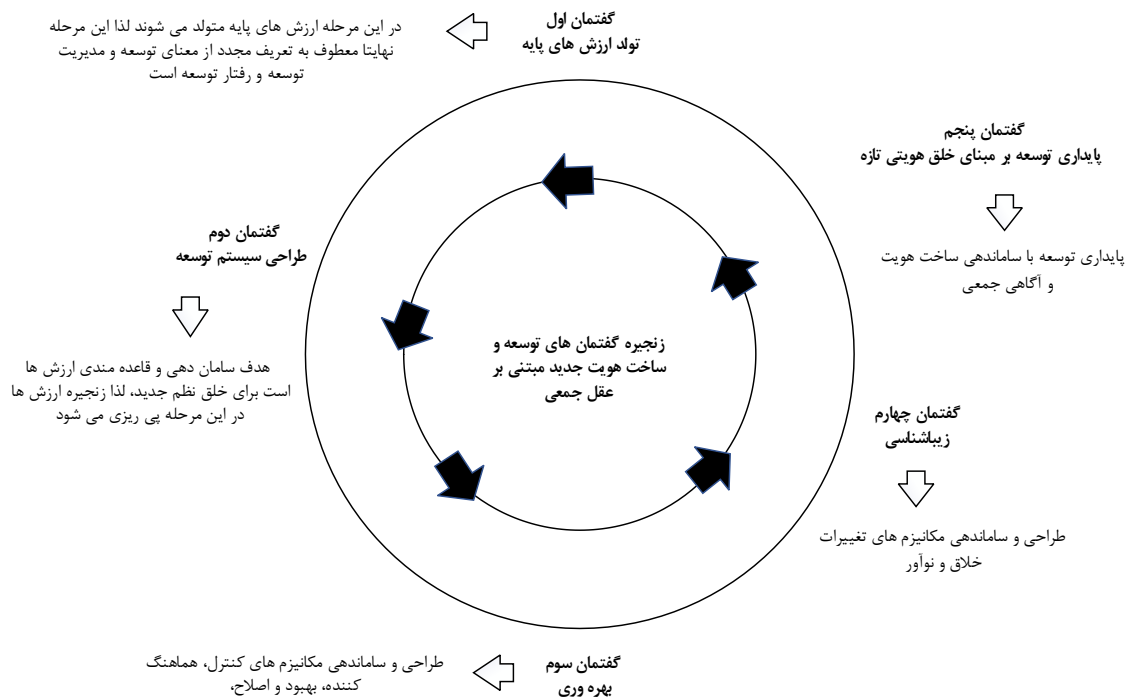 گفتمان اول
تولد ارزش های پایه
در این مرحله ارزش های پایه متولد می شوند لذا این مرحله
نهایتا معطوف به تعریف مجدد از معنای توسعه و مدیریت
توسعه و رفتار توسعه است
گفتمان دوم
طراحی سیستم توسعه
هدف سامان دهی و قاعده مندی ارزش ها
است برای خلق نظم جدید، لذا زنجیره ارزش ها
در این مرحله پی ریزی می شود
گفتمان سوم
بهره وری
طراحی و ساماندهی مکانیزم های کنترل، هماهنگ
کننده، بهبود و اصلاح،
گفتمان چهارم
زیباشناسی
طراحی و ساماندهی مکانیزم های تغییرات
خلاق و نوآور
گفتمان پنجم
پایداری توسعه بر مبنای خلق هویتی تازه
پایداری توسعه با ساماندهی ساخت هویت
و آگاهی جمعی
زنجیره گفتمان های توسعه و
ساخت هویت جدید مبتنی بر
عقل جمعی